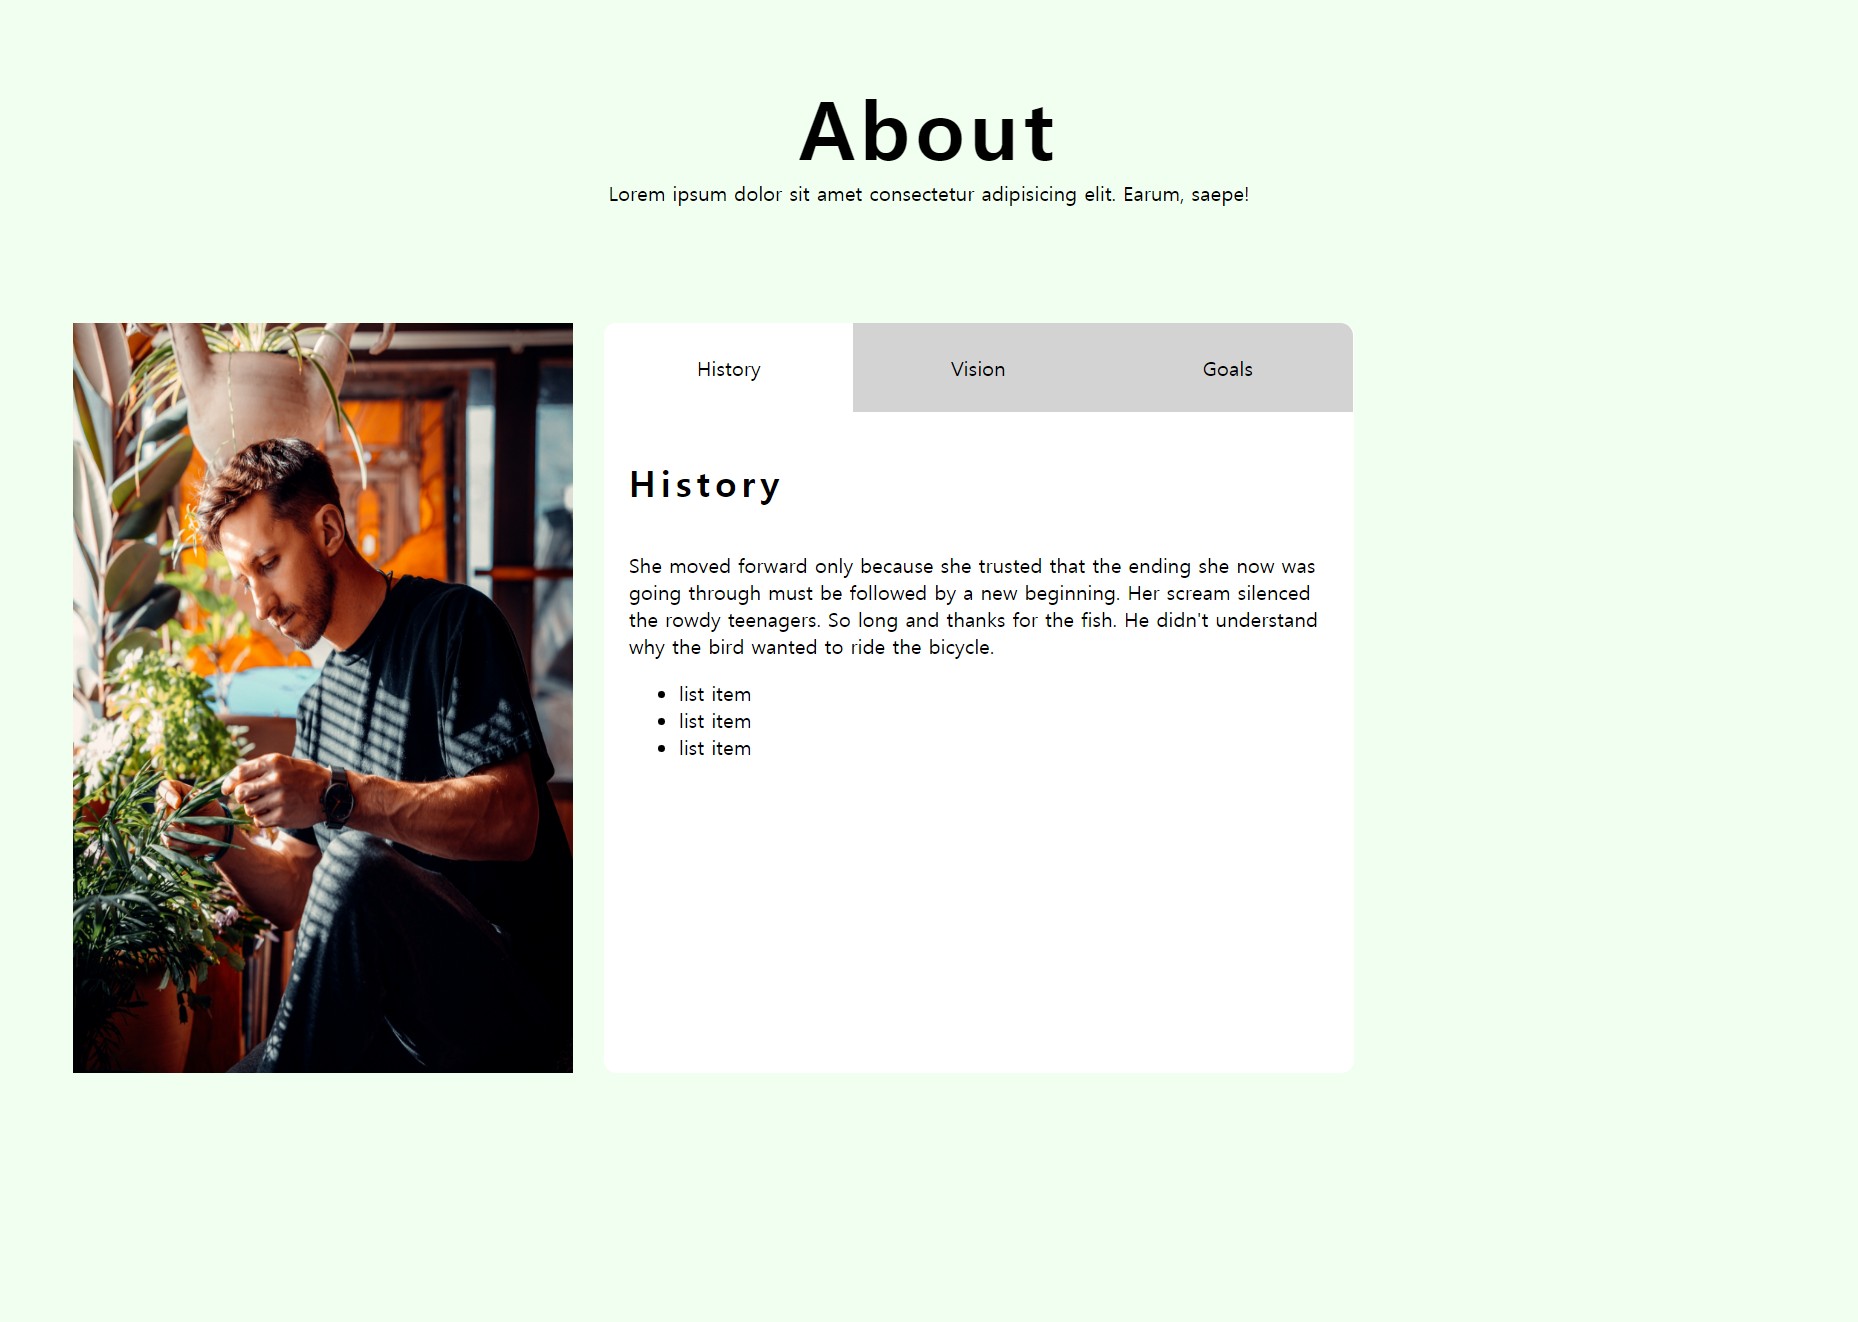 About
Lorem ipsum dolor sit amet consectetur adipisicing elit. Earum, saepe!
History Vision Goals
History
She moved forward only because she trusted that the ending she now was
going through must be followed by a new beginning. Her scream silenced
the rowdy teenagers. So long and thanks for the fish. He didn't understand
why the bird wanted to ride the bicycle.
• list item
• list item
• list item